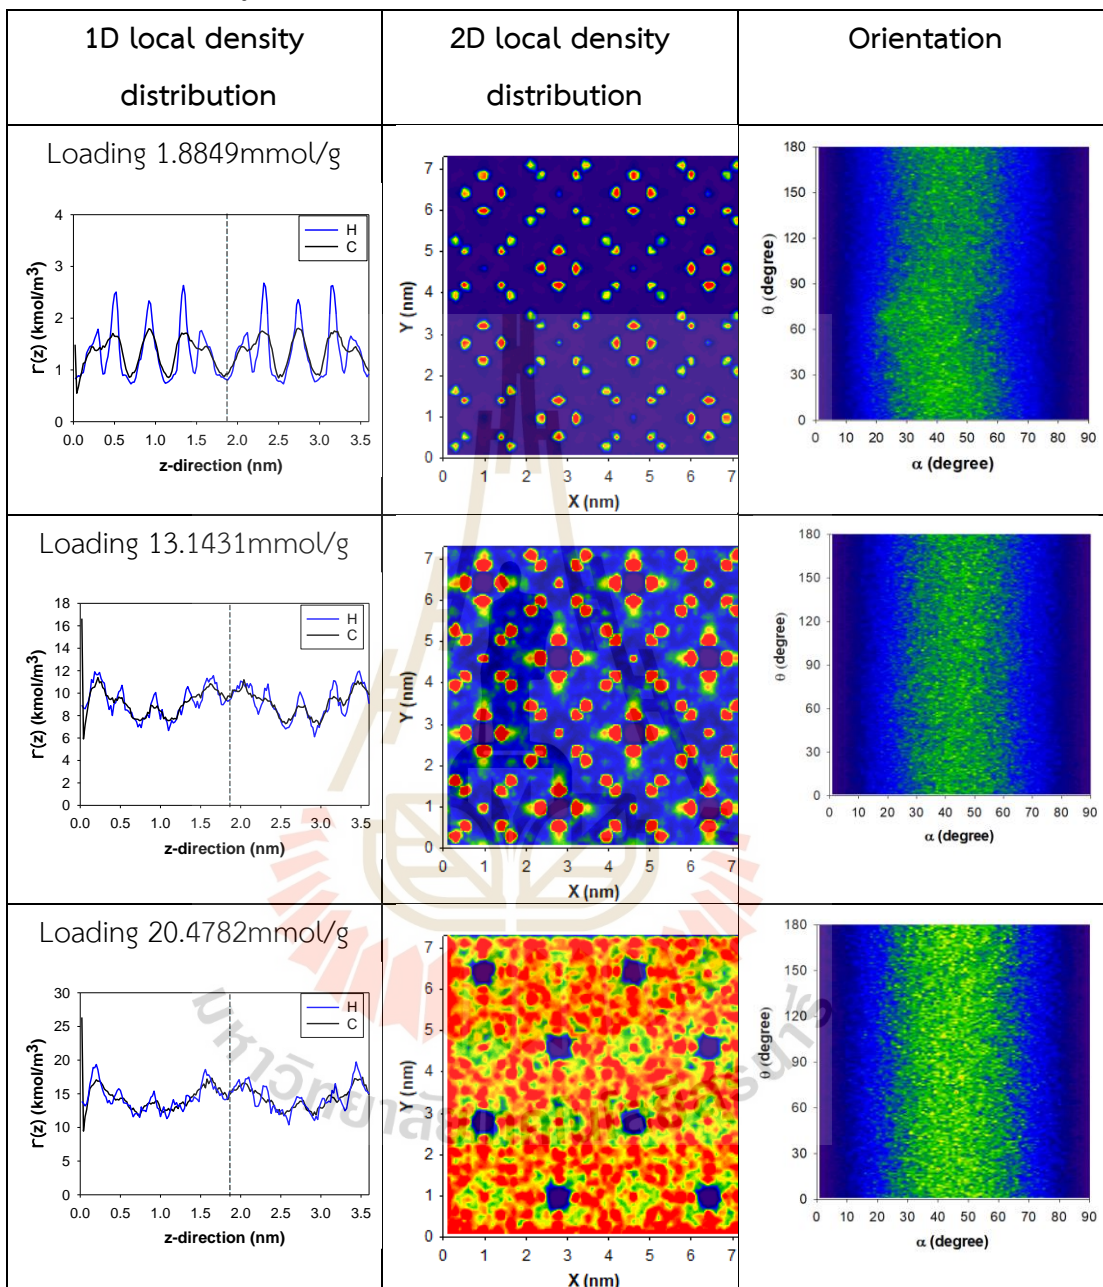 1D local density
distribution
2D local density
distribution
Orientation
Loading 1.8849mmol/g
4
3
2
1
0
Γ(z) (kmol/m³)
H
C
0.0 0.5 1.0 1.5 2.0 2.5 3.0 3.5
z-direction (nm)
7
6
5
4
3
2
1
0
Y (nm)
0 1 2 3 4 5 6 7
X (nm)
180
150
120
90
60
30
0
θ (degree)
0 10 20 30 40 50 60 70 80 90
α (degree)
Loading 13.1431mmol/g
18
16
14
12
10
8
6
4
2
0
Γ(z) (kmol/m³)
H
C
0.0 0.5 1.0 1.5 2.0 2.5 3.0 3.5
z-direction (nm)
7
6
5
4
3
2
1
0
Y (nm)
0 1 2 3 4 5 6 7
X (nm)
180
150
120
90
60
30
0
θ (degree)
0 10 20 30 40 50 60 70 80 90
α (degree)
Loading 20.4782mmol/g
30
25
20
15
10
5
0
Γ(z) (kmol/m³)
H
C
0.0 0.5 1.0 1.5 2.0 2.5 3.0 3.5
z-direction (nm)
7
6
5
4
3
2
1
0
Y (nm)
0 1 2 3 4 5 6 7
X (nm)
180
150
120
90
60
30
0
θ (degree)
0 10 20 30 40 50 60 70 80 90
α (degree)